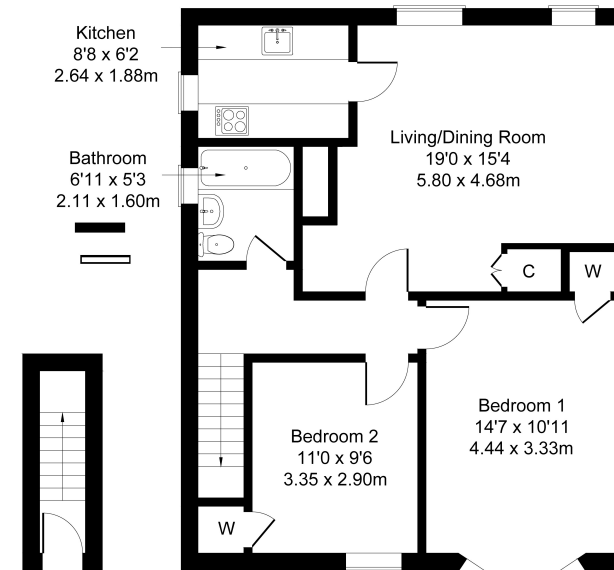 Kitchen
8'8 x 6'2
2.64 x 1.88m
Bathroom
6'11 x 5'3
2.11 x 1.60m
Living/Dining Room
19'0 x 15'4
5.80 x 4.68m
C
W
Bedroom 1
14'7 x 10'11
4.44 x 3.33m
Bedroom 2
11'0 x 9'6
3.35 x 2.90m
W